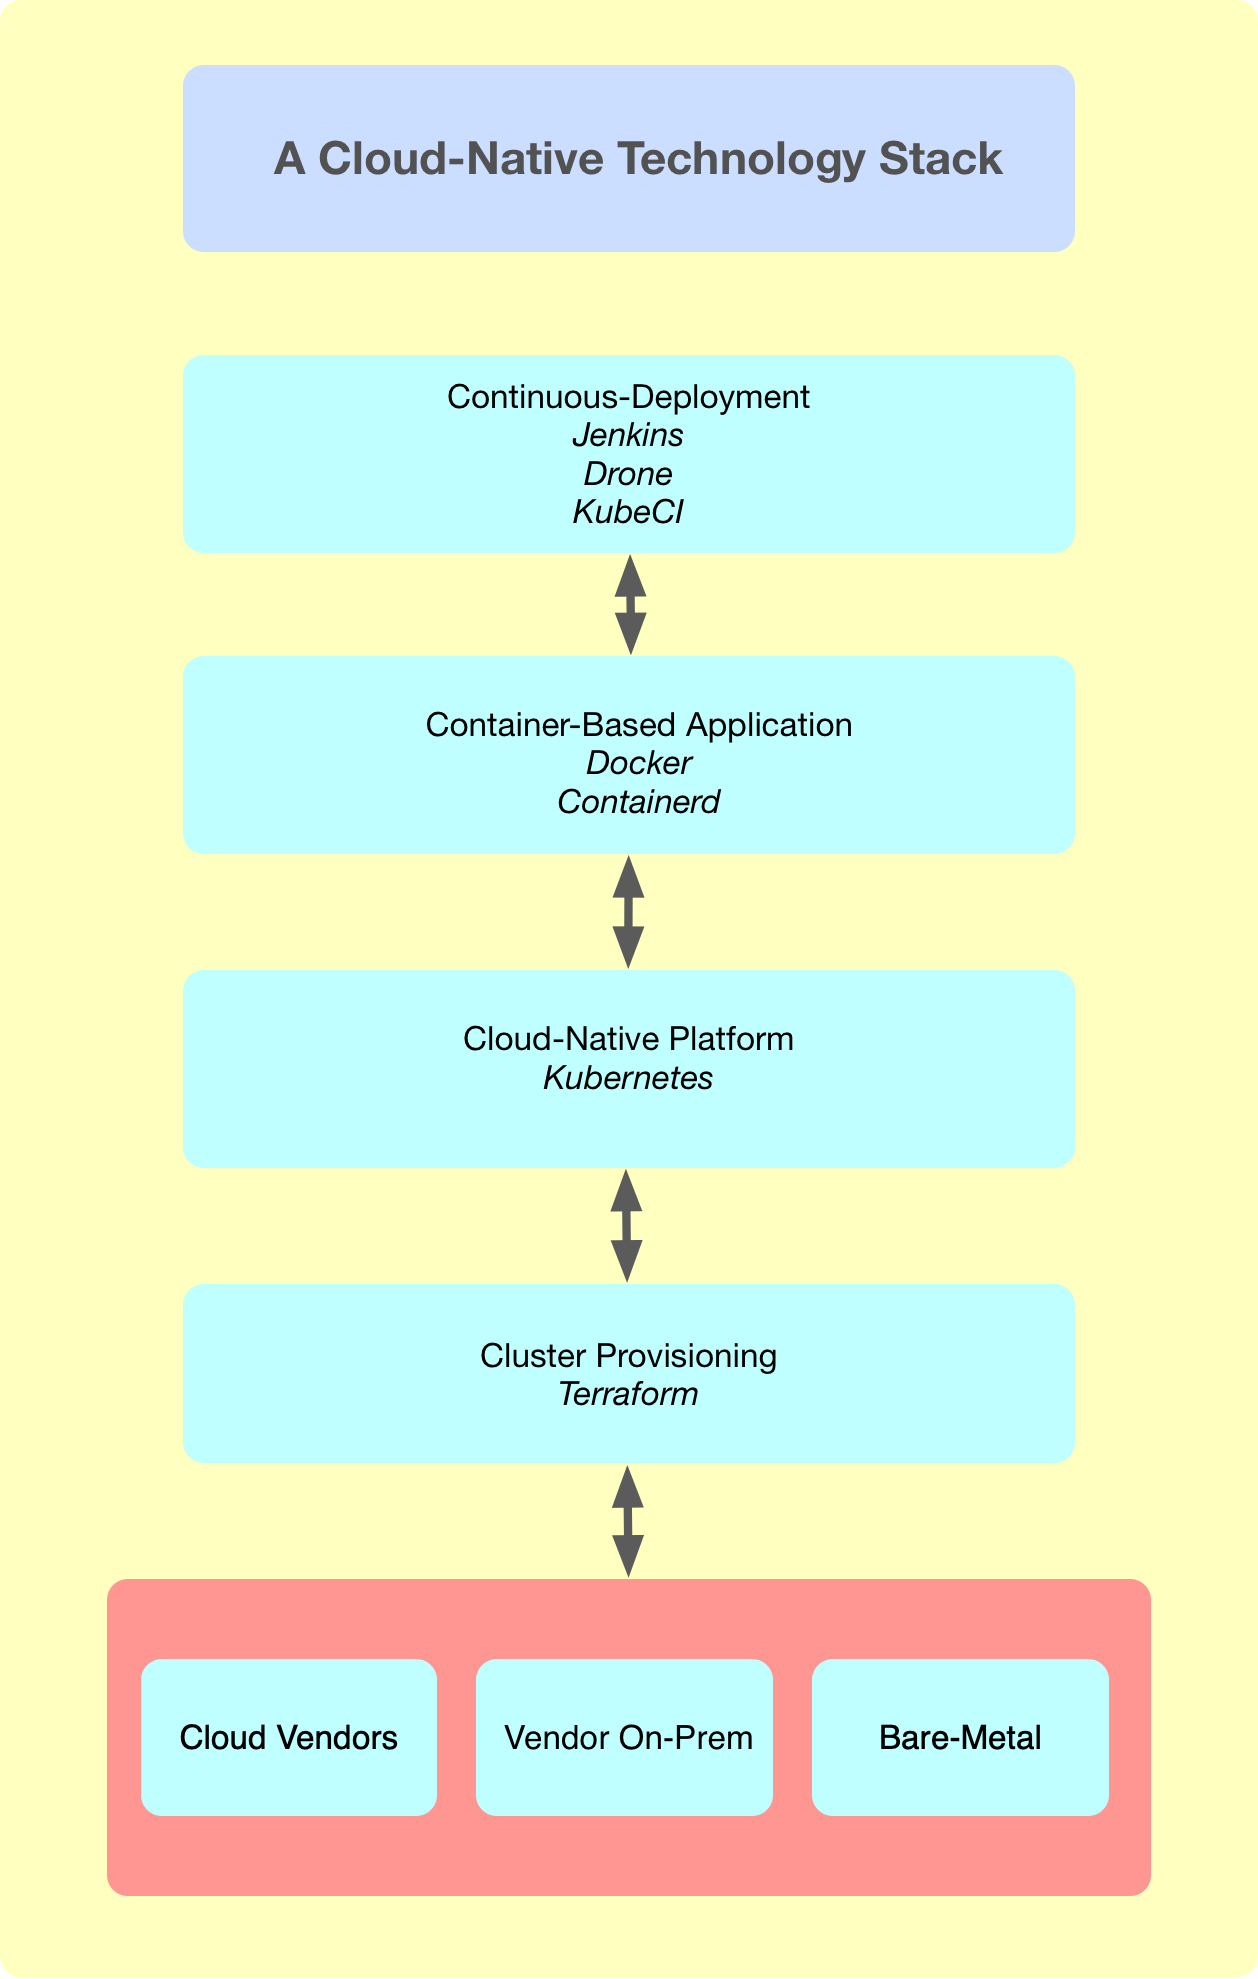 A Cloud-Native Technology Stack
Continuous-Deployment
Jenkins
Drone
KubeCI
Container-Based Application
Docker
Containerd
Cloud-Native Platform
Kubernetes
Cluster Provisioning
Terraform
Cloud Vendors
Vendor On-Prem
Bare-Metal